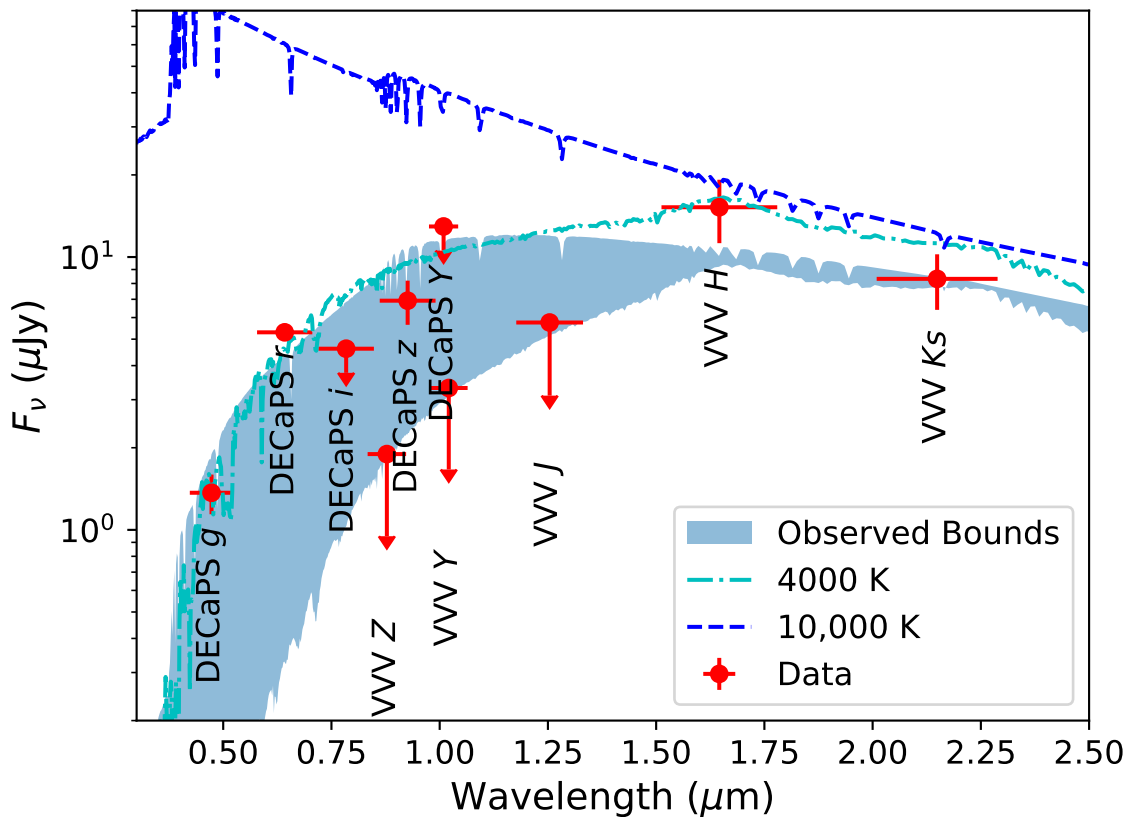 10¹
10⁰
F_ν (μJy)
DECaPS g
DECaPS r
DECaPS i
DECaPS z
DECaPS Y
VVV Z
VVV Y
VVV J
VVV H
VVV Ks
Observed Bounds
4000 K
10,000 K
Data
0.50 0.75 1.00 1.25 1.50 1.75 2.00 2.25 2.50
Wavelength (μm)